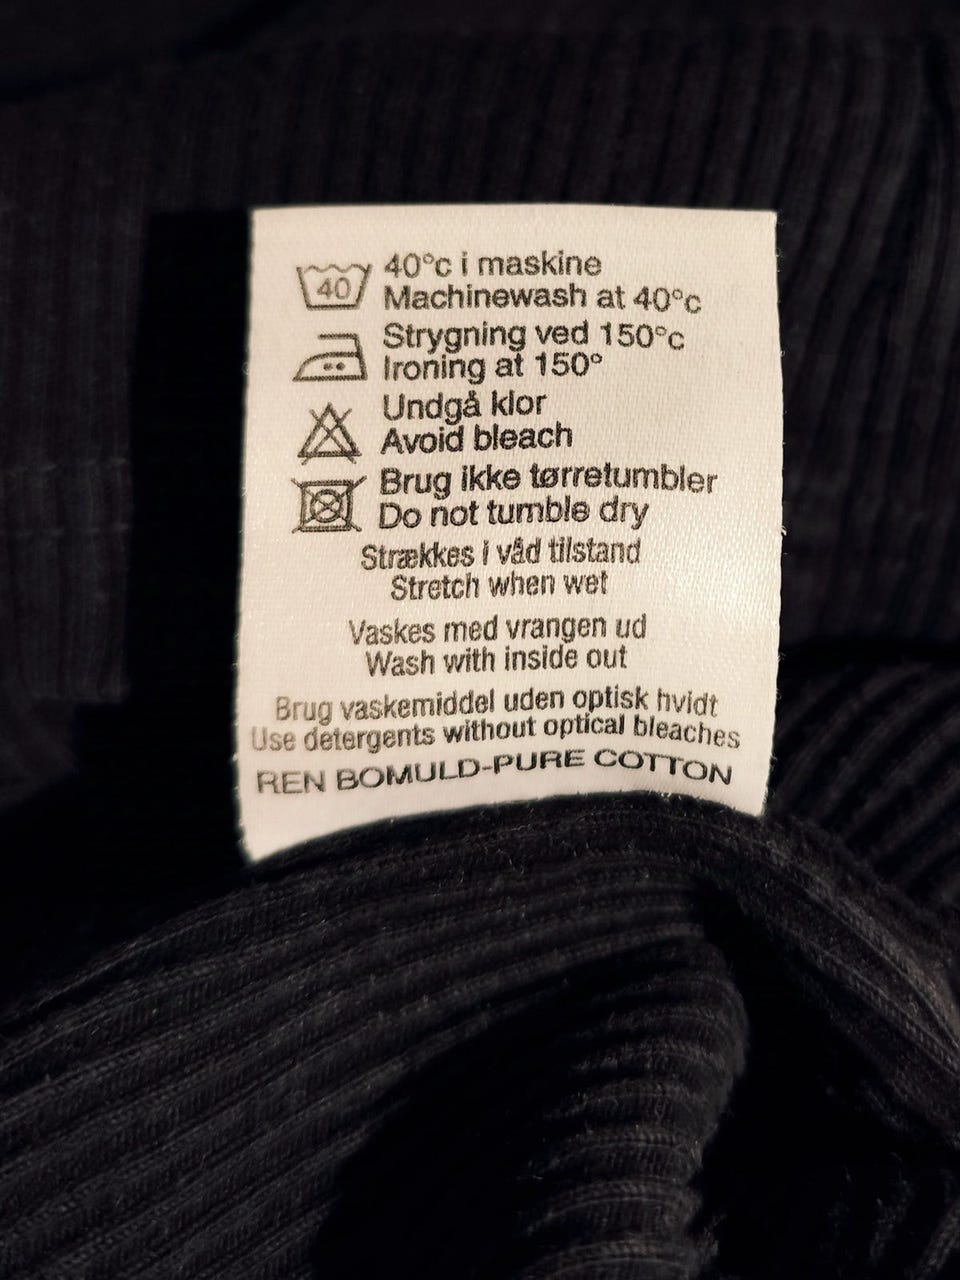 40°c i maskine
40 Machinewash at 40°c
Strygning ved 150°c
Ironing at 150°
Undgå klor
Avoid bleach
Brug ikke tørretumbler
Do not tumble dry
Strækkes i våd tilstand
Stretch when wet
Vaskes med vrangen ud
Wash with inside out
Brug vaskemiddel uden optisk hvidt
Use detergents without optical bleaches
REN BOMULD-PURE COTTON